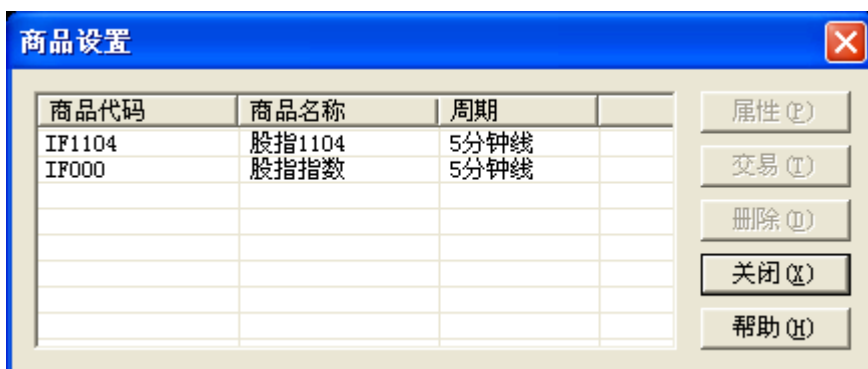 商品设置
商品代码 商品名称 周期
IF1104 股指1104 5分钟线
IF000 股指指数 5分钟线
属性(P)
交易(T)
删除(D)
关闭(X)
帮助(H)